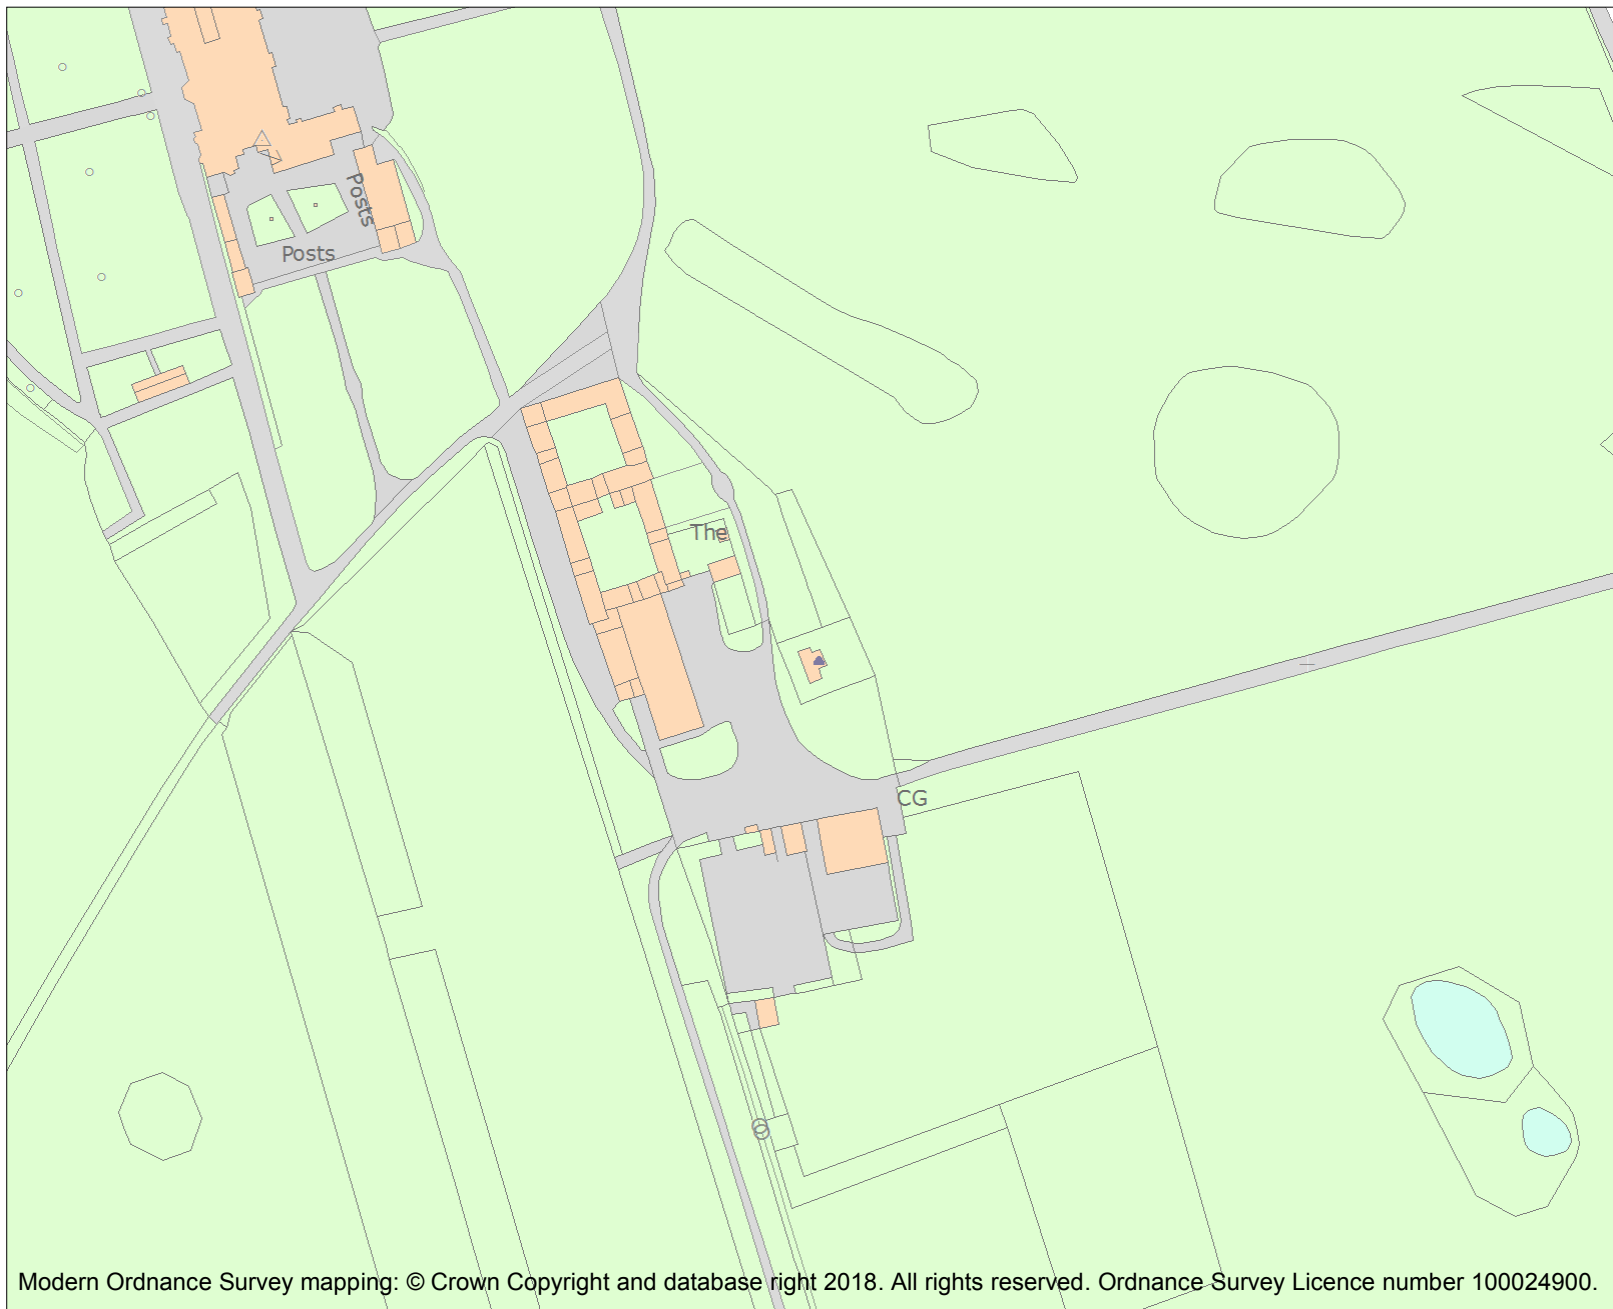 Posts
Posts
The
CG
Modern Ordnance Survey mapping: © Crown Copyright and database right 2018. All rights reserved. Ordnance Survey Licence number 100024900.